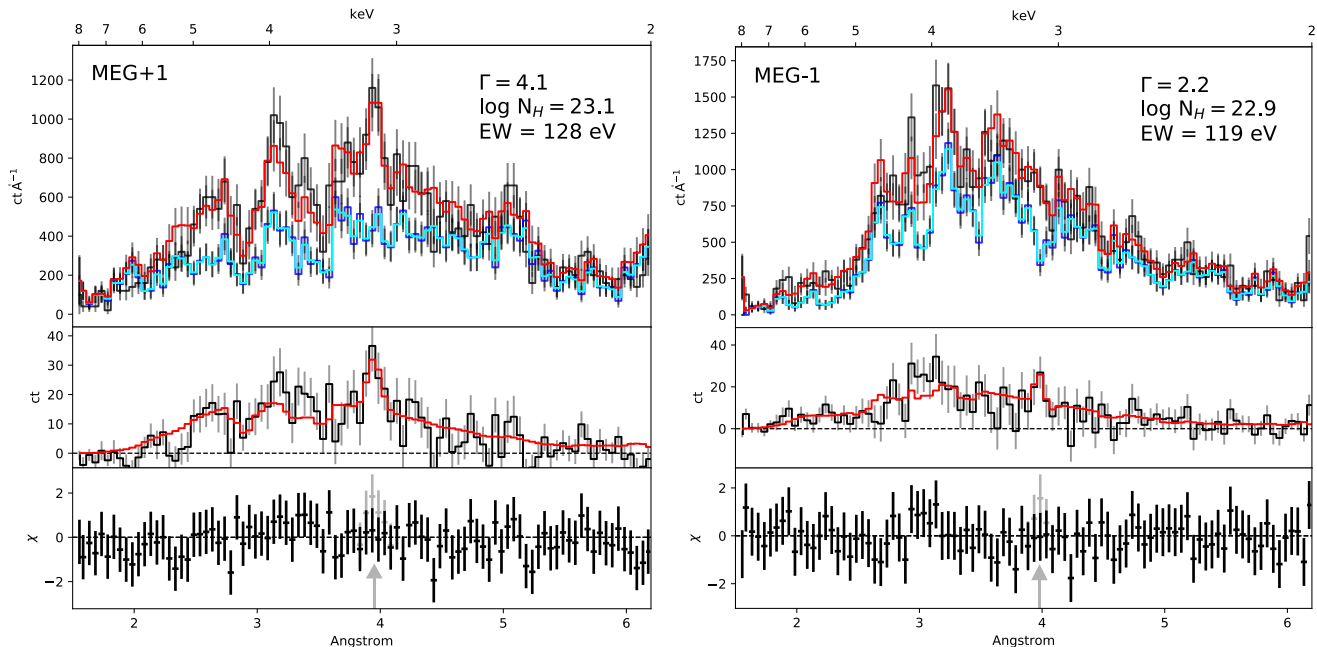 keV
8 7 6 5 4 3 2
MEG+1
Γ = 4.1
log N_H = 23.1
EW = 128 eV
ct Å⁻¹
1200
1000
800
600
400
200
0
ct
40
30
20
10
0
χ
2
0
−2
2 3 4 5 6
Angstrom
keV
8 7 6 5 4 3 2
MEG-1
Γ = 2.2
log N_H = 22.9
EW = 119 eV
ct Å⁻¹
1750
1500
1250
1000
750
500
250
0
ct
40
20
0
χ
2
0
−2
2 3 4 5 6
Angstrom